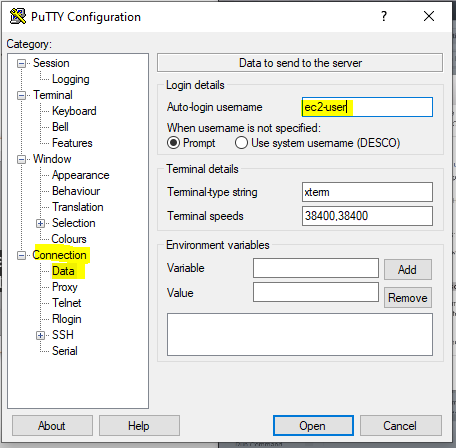 PuTTY Configuration
Category:
Session
Logging
Terminal
Keyboard
Bell
Features
Window
Appearance
Behaviour
Translation
Selection
Colours
Connection
Data
Proxy
Telnet
Rlogin
SSH
Serial
Data to send to the server
Login details
Auto-login username ec2-user
When username is not specified:
Prompt Use system username (DESCO)
Terminal details
Terminal-type string xterm
Terminal speeds 38400,38400
Environment variables
Variable Add
Value Remove
About Help Open Cancel